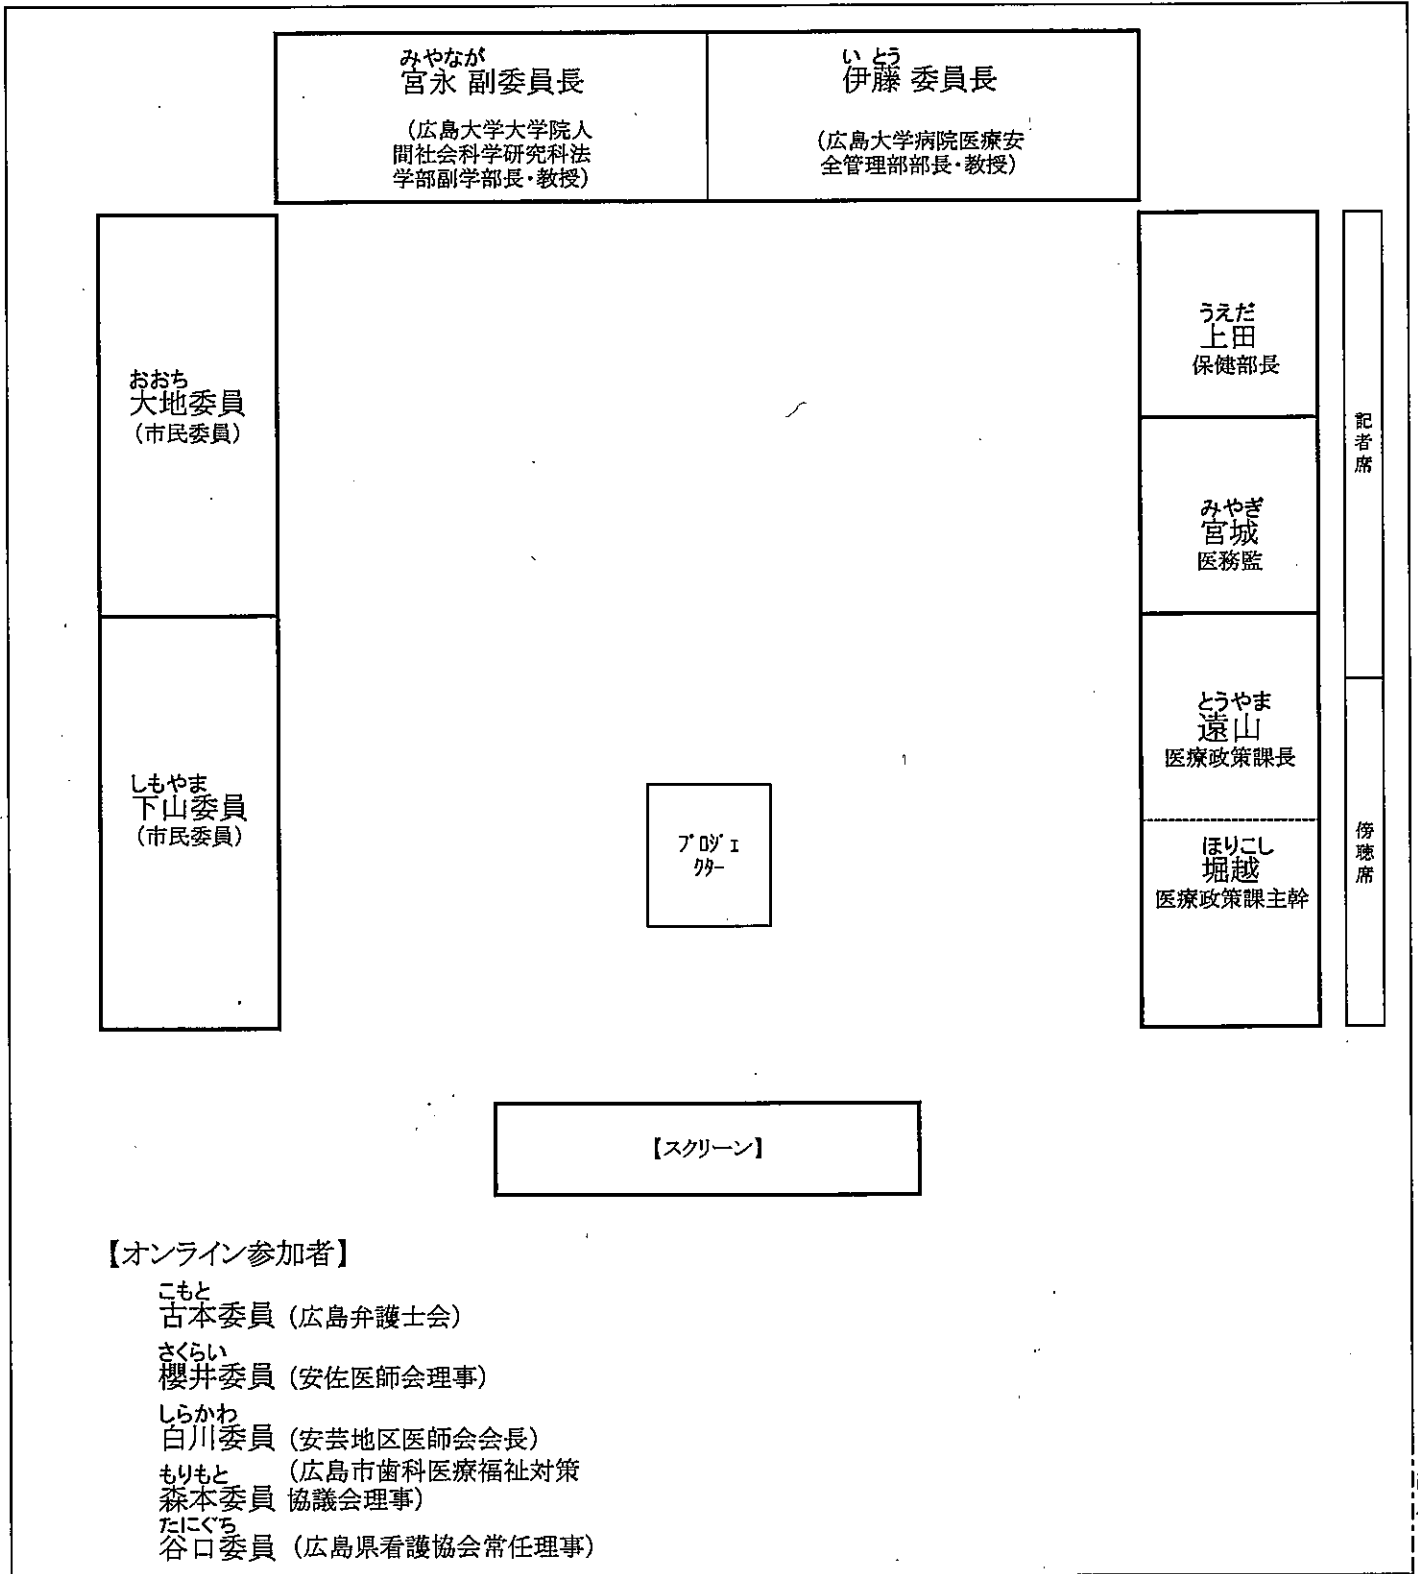 みやなが
宮永 副委員長
(広島大学大学院人
間社会科学研究科法
学部副学部長・教授)
いとう
伊藤 委員長
(広島大学病院医療安
全管理部部長・教授)
おおち
大地委員
(市民委員)
しもやま
下山委員
(市民委員)
うえだ
上田
保健部長
みやぎ
宮城
医務監
とうやま
遠山
医療政策課長
ほりこし
堀越
医療政策課主幹
記者席
傍聴席
プロジェ
クター
【スクリーン】
【オンライン参加者】
こもと
古本委員 (広島弁護士会)
さくらい
櫻井委員 (安佐医師会理事)
しらかわ
白川委員 (安芸地区医師会会長)
もりもと (広島市歯科医療福祉対策
森本委員 協議会理事)
たにぐち
谷口委員 (広島県看護協会常任理事)